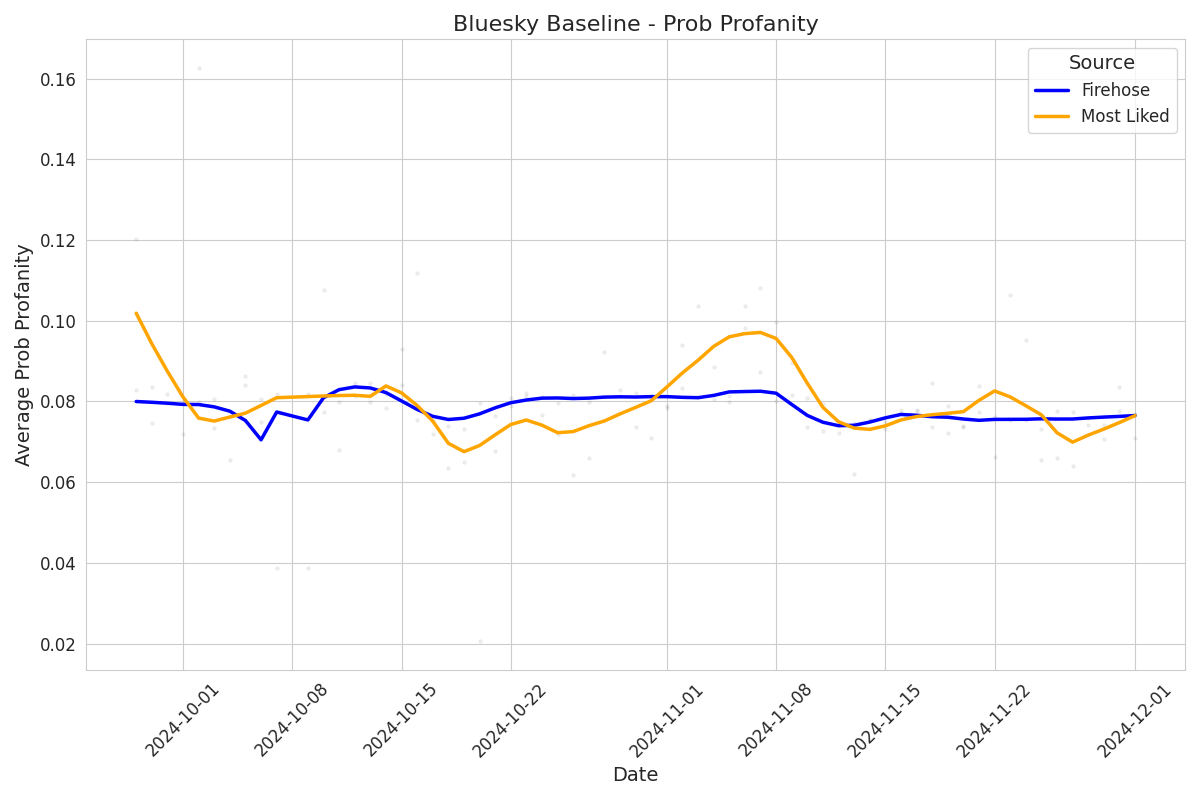 Bluesky Baseline - Prob Profanity
Source
Firehose
Most Liked
Average Prob Profanity
0.16
0.14
0.12
0.10
0.08
0.06
0.04
0.02
2024-10-01
2024-10-08
2024-10-15
2024-10-22
2024-11-01
2024-11-08
2024-11-15
2024-11-22
2024-12-01
Date